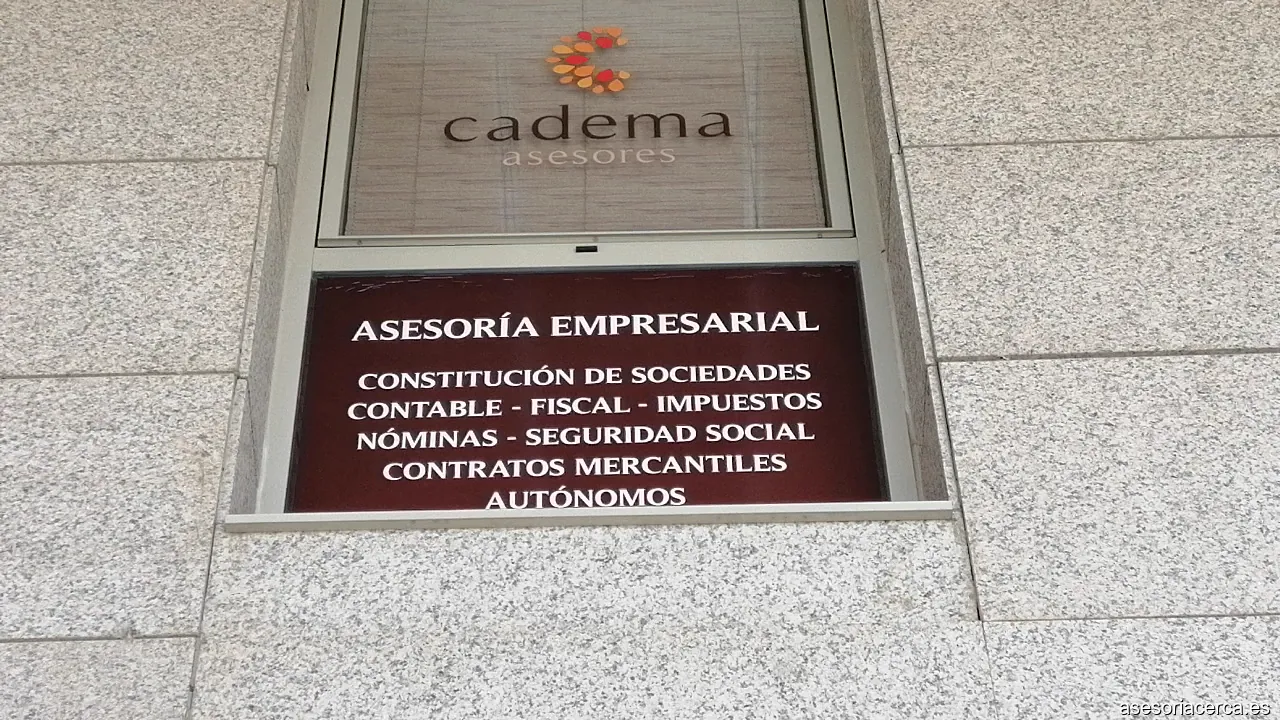 cadema
asesores
ASESORÍA EMPRESARIAL
CONSTITUCIÓN DE SOCIEDADES
CONTABLE - FISCAL - IMPUESTOS
NÓMINAS - SEGURIDAD SOCIAL
CONTRATOS MERCANTILES
AUTÓNOMOS
asesoriacerca.es